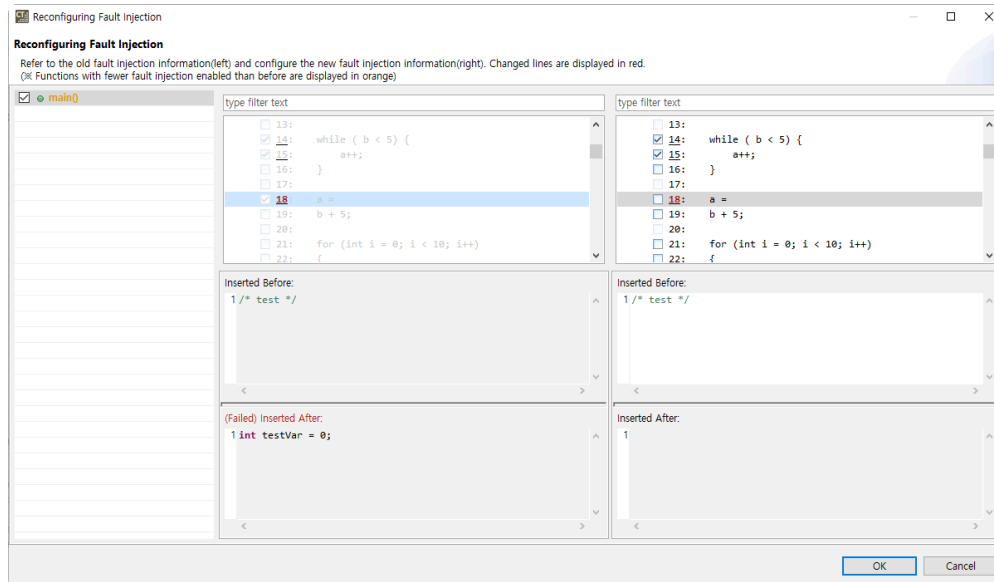 CT Reconfiguring Fault Injection
Reconfiguring Fault Injection
Refer to the old fault injection information(left) and configure the new fault injection information(right). Changed lines are displayed in red.
(※ Functions with fewer fault injection enabled than before are displayed in orange)
main()
type filter text
13:
14: while ( b < 5) {
15: a++;
16: }
17:
18 a =
19: b + 5;
20:
21: for (int i = 0; i < 10; i++)
22: {
Inserted Before:
1 /* test */
(Failed) Inserted After:
1 int testVar = 0;
type filter text
13:
14: while ( b < 5) {
15: a++;
16: }
17:
18: a =
19: b + 5;
20:
21: for (int i = 0; i < 10; i++)
22: {
Inserted Before:
1 /* test */
Inserted After:
1
OK Cancel